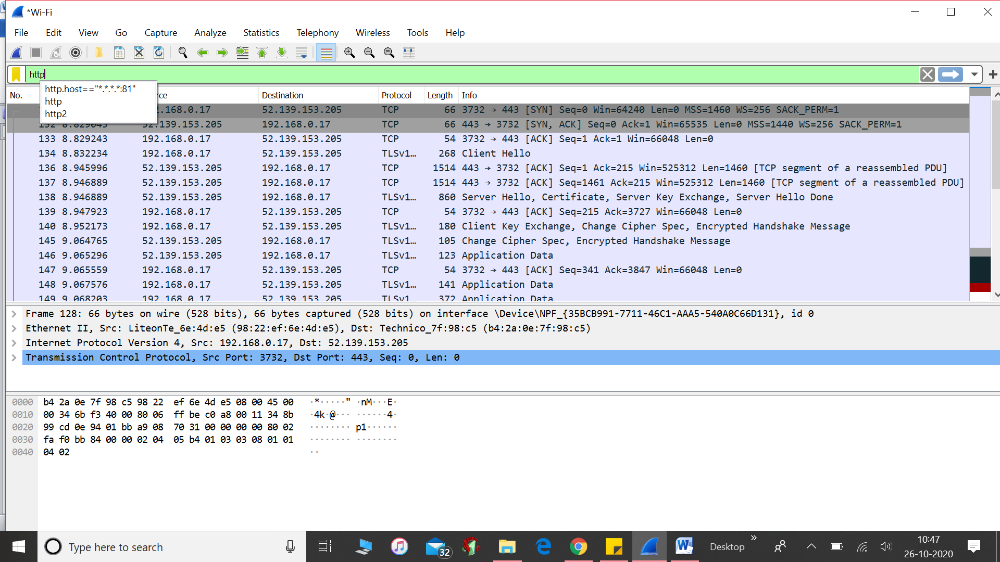 *Wi-Fi
File Edit View Go Capture Analyze Statistics Telephony Wireless Tools Help
http
http.host=="*.*.*.*:81"
http
http2
No. rce Destination Protocol Length Info
.168.0.17 52.139.153.205 TCP 66 3732 → 443 [SYN] Seq=0 Win=64240 Len=0 MSS=1460 WS=256 SACK_PERM=1
132 8.829043 52.139.153.205 192.168.0.17 TCP 66 443 → 3732 [SYN, ACK] Seq=0 Ack=1 Win=65535 Len=0 MSS=1440 WS=256 SACK_PERM=1
133 8.829243 192.168.0.17 52.139.153.205 TCP 54 3732 → 443 [ACK] Seq=1 Ack=1 Win=66048 Len=0
134 8.832234 192.168.0.17 52.139.153.205 TLSv1… 268 Client Hello
136 8.945996 52.139.153.205 192.168.0.17 TCP 1514 443 → 3732 [ACK] Seq=1 Ack=215 Win=525312 Len=1460 [TCP segment of a reassembled PDU]
137 8.946889 52.139.153.205 192.168.0.17 TCP 1514 443 → 3732 [ACK] Seq=1461 Ack=215 Win=525312 Len=1460 [TCP segment of a reassembled PDU]
138 8.946889 52.139.153.205 192.168.0.17 TLSv1… 860 Server Hello, Certificate, Server Key Exchange, Server Hello Done
139 8.947923 192.168.0.17 52.139.153.205 TCP 54 3732 → 443 [ACK] Seq=215 Ack=3727 Win=66048 Len=0
140 8.952173 192.168.0.17 52.139.153.205 TLSv1… 180 Client Key Exchange, Change Cipher Spec, Encrypted Handshake Message
145 9.064765 52.139.153.205 192.168.0.17 TLSv1… 105 Change Cipher Spec, Encrypted Handshake Message
146 9.065296 52.139.153.205 192.168.0.17 TLSv1… 123 Application Data
147 9.065559 192.168.0.17 52.139.153.205 TCP 54 3732 → 443 [ACK] Seq=341 Ack=3847 Win=66048 Len=0
148 9.067576 192.168.0.17 52.139.153.205 TLSv1… 141 Application Data
149 9.068203 192.168.0.17 52.139.153.205 TLSv1… 372 Application Data
Frame 128: 66 bytes on wire (528 bits), 66 bytes captured (528 bits) on interface \Device\NPF_{35BCB991-7711-46C1-AAA5-540A0C66D131}, id 0
Ethernet II, Src: LiteonTe_6e:4d:e5 (98:22:ef:6e:4d:e5), Dst: Technico_7f:98:c5 (b4:2a:0e:7f:98:c5)
Internet Protocol Version 4, Src: 192.168.0.17, Dst: 52.139.153.205
Transmission Control Protocol, Src Port: 3732, Dst Port: 443, Seq: 0, Len: 0
0000 b4 2a 0e 7f 98 c5 98 22 ef 6e 4d e5 08 00 45 00 ·*·····" ·nM···E·
0010 00 34 6b f3 40 00 80 06 ff be c0 a8 00 11 34 8b ·4k·@··· ······4·
0020 99 cd 0e 94 01 bb a9 08 70 31 00 00 00 00 80 02 ········ p1······
0030 fa f0 bb 84 00 00 02 04 05 b4 01 03 03 08 01 01 ········ ········
0040 04 02 ··
Type here to search
32
Desktop
10:47
26-10-2020